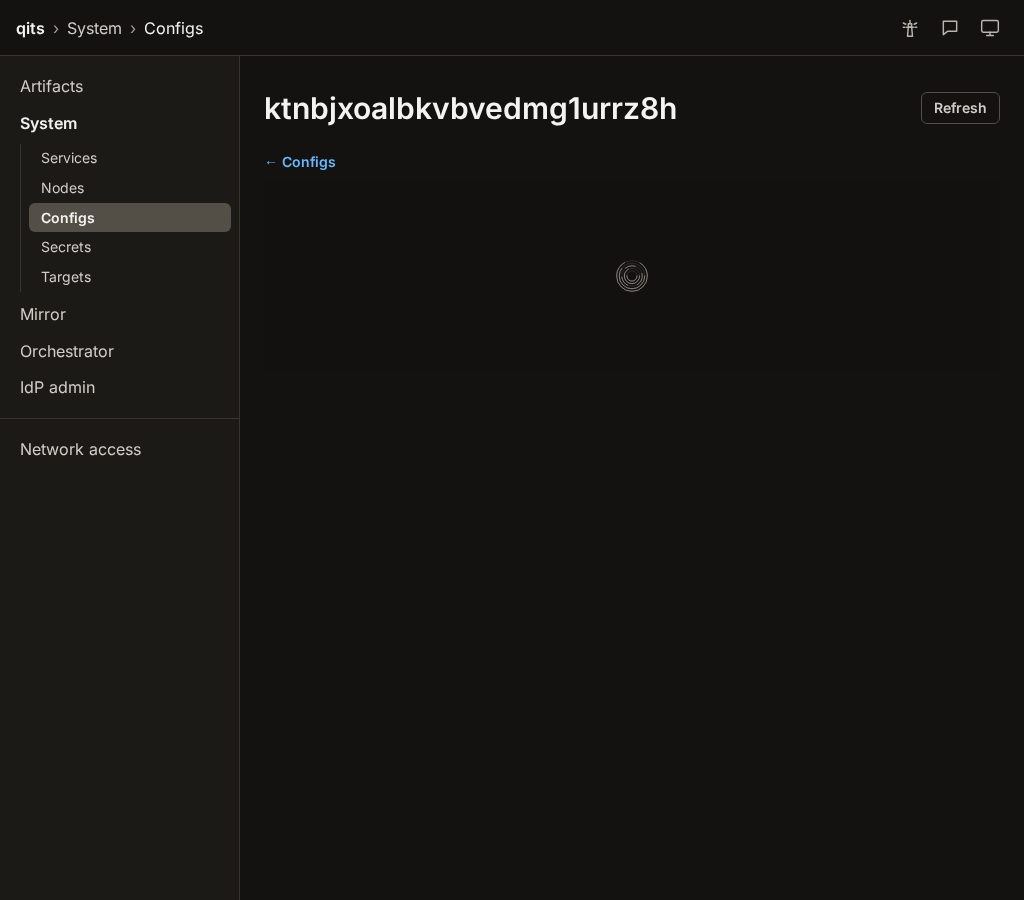 qits › System › Configs
Artifacts
System
Services
Nodes
Configs
Secrets
Targets
Mirror
Orchestrator
IdP admin
Network access
ktnbjxoalbkvbvedmg1urrz8h
Refresh
← Configs